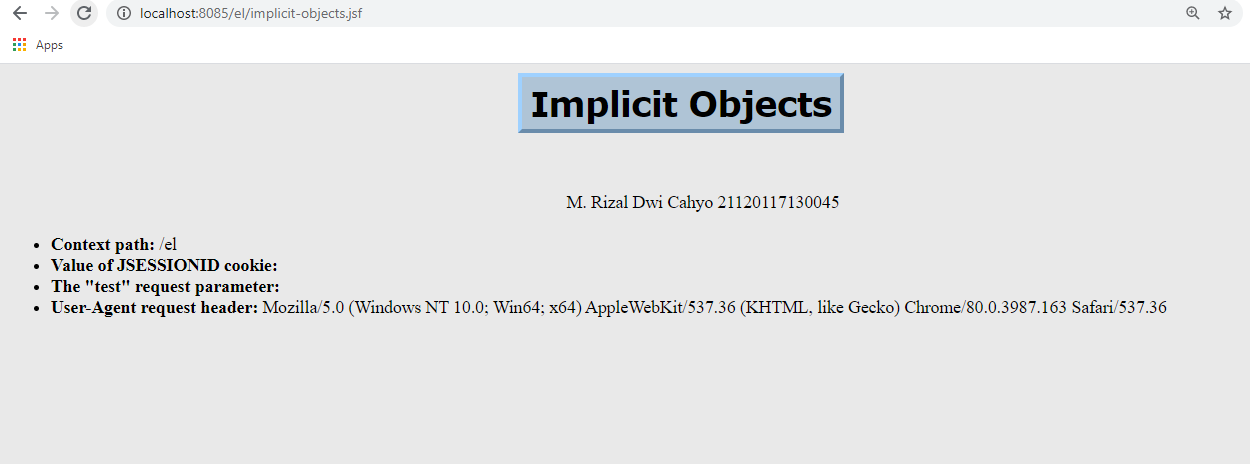 localhost:8085/el/implicit-objects.jsf
Apps
Implicit Objects
M. Rizal Dwi Cahyo 21120117130045
• Context path: /el
• Value of JSESSIONID cookie:
• The "test" request parameter:
• User-Agent request header: Mozilla/5.0 (Windows NT 10.0; Win64; x64) AppleWebKit/537.36 (KHTML, like Gecko) Chrome/80.0.3987.163 Safari/537.36